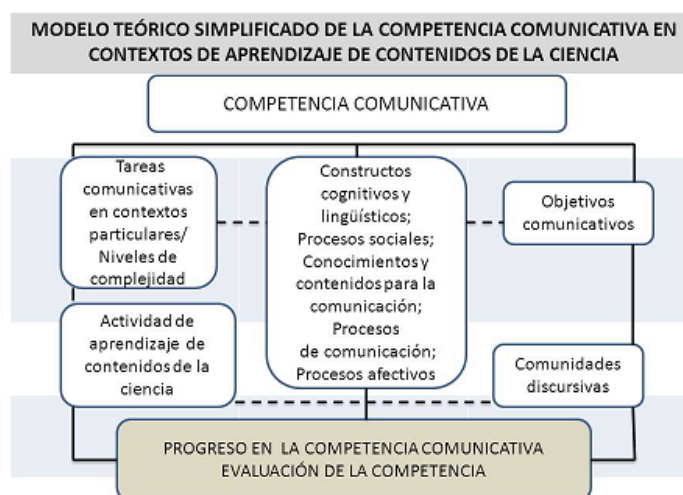 MODELO TEÓRICO SIMPLIFICADO DE LA COMPETENCIA COMUNICATIVA EN
CONTEXTOS DE APRENDIZAJE DE CONTENIDOS DE LA CIENCIA
COMPETENCIA COMUNICATIVA
Tareas
comunicativas
en contextos
particulares/
Niveles de
complejidad
Constructos
cognitivos y
lingüísticos;
Procesos sociales;
Conocimientos y
contenidos para la
comunicación;
Procesos
de comunicación;
Procesos afectivos
Objetivos
comunicativos
Actividad de
aprendizaje de
contenidos de la
ciencia
Comunidades
discursivas
PROGRESO EN LA COMPETENCIA COMUNICATIVA
EVALUACIÓN DE LA COMPETENCIA